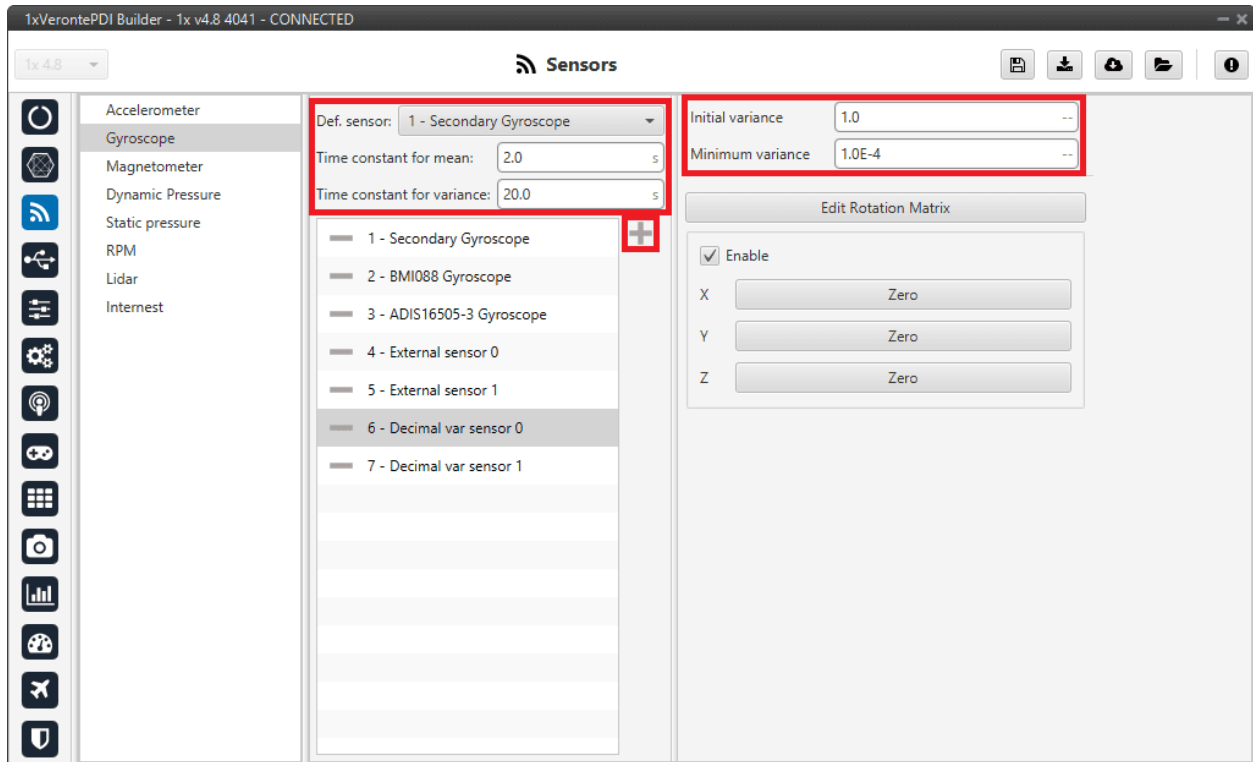 1xVerontePDI Builder - 1x v4.8 4041 - CONNECTED
1x 4.8
Sensors
Accelerometer
Gyroscope
Magnetometer
Dynamic Pressure
Static pressure
RPM
Lidar
Internest
Def. sensor: 1 - Secondary Gyroscope
Time constant for mean: 2.0 s
Time constant for variance: 20.0 s
1 - Secondary Gyroscope
2 - BMI088 Gyroscope
3 - ADIS16505-3 Gyroscope
4 - External sensor 0
5 - External sensor 1
6 - Decimal var sensor 0
7 - Decimal var sensor 1
Initial variance 1.0 --
Minimum variance 1.0E-4 --
Edit Rotation Matrix
Enable
X Zero
Y Zero
Z Zero